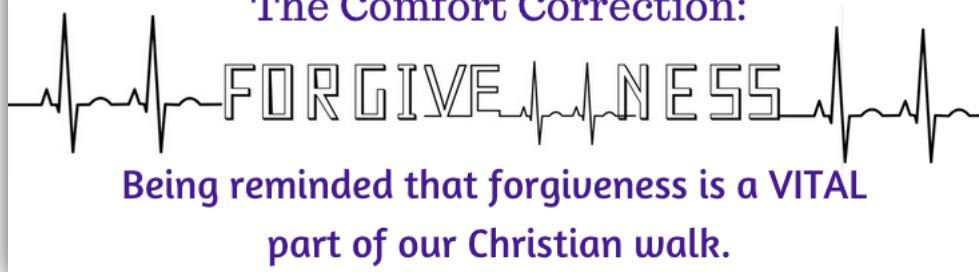 The Comfort Correction:
FORGIVENESS
Being reminded that forgiveness is a VITAL
part of our Christian walk.